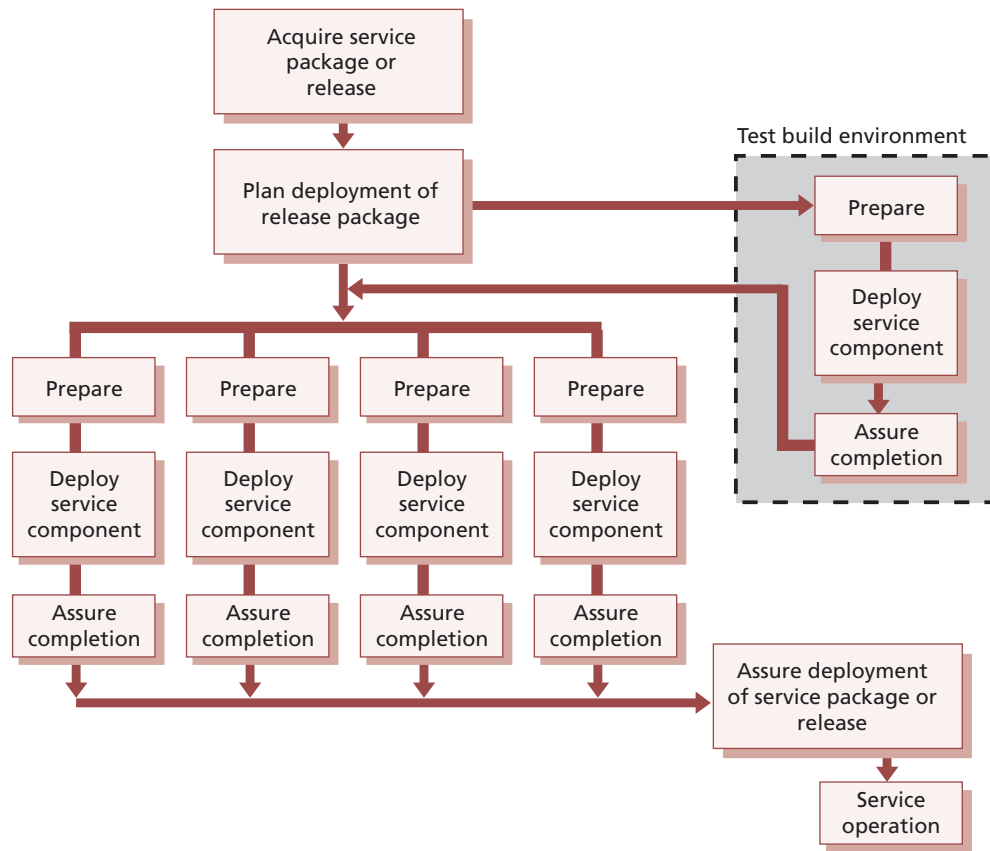 Acquire service
package or
release
Test build environment
Plan deployment of
release package
Prepare
Deploy
service
component
Assure
completion
Prepare
Prepare
Prepare
Prepare
Deploy
service
component
Deploy
service
component
Deploy
service
component
Deploy
service
component
Assure
completion
Assure
completion
Assure
completion
Assure
completion
Assure deployment
of service package or
release
Service
operation